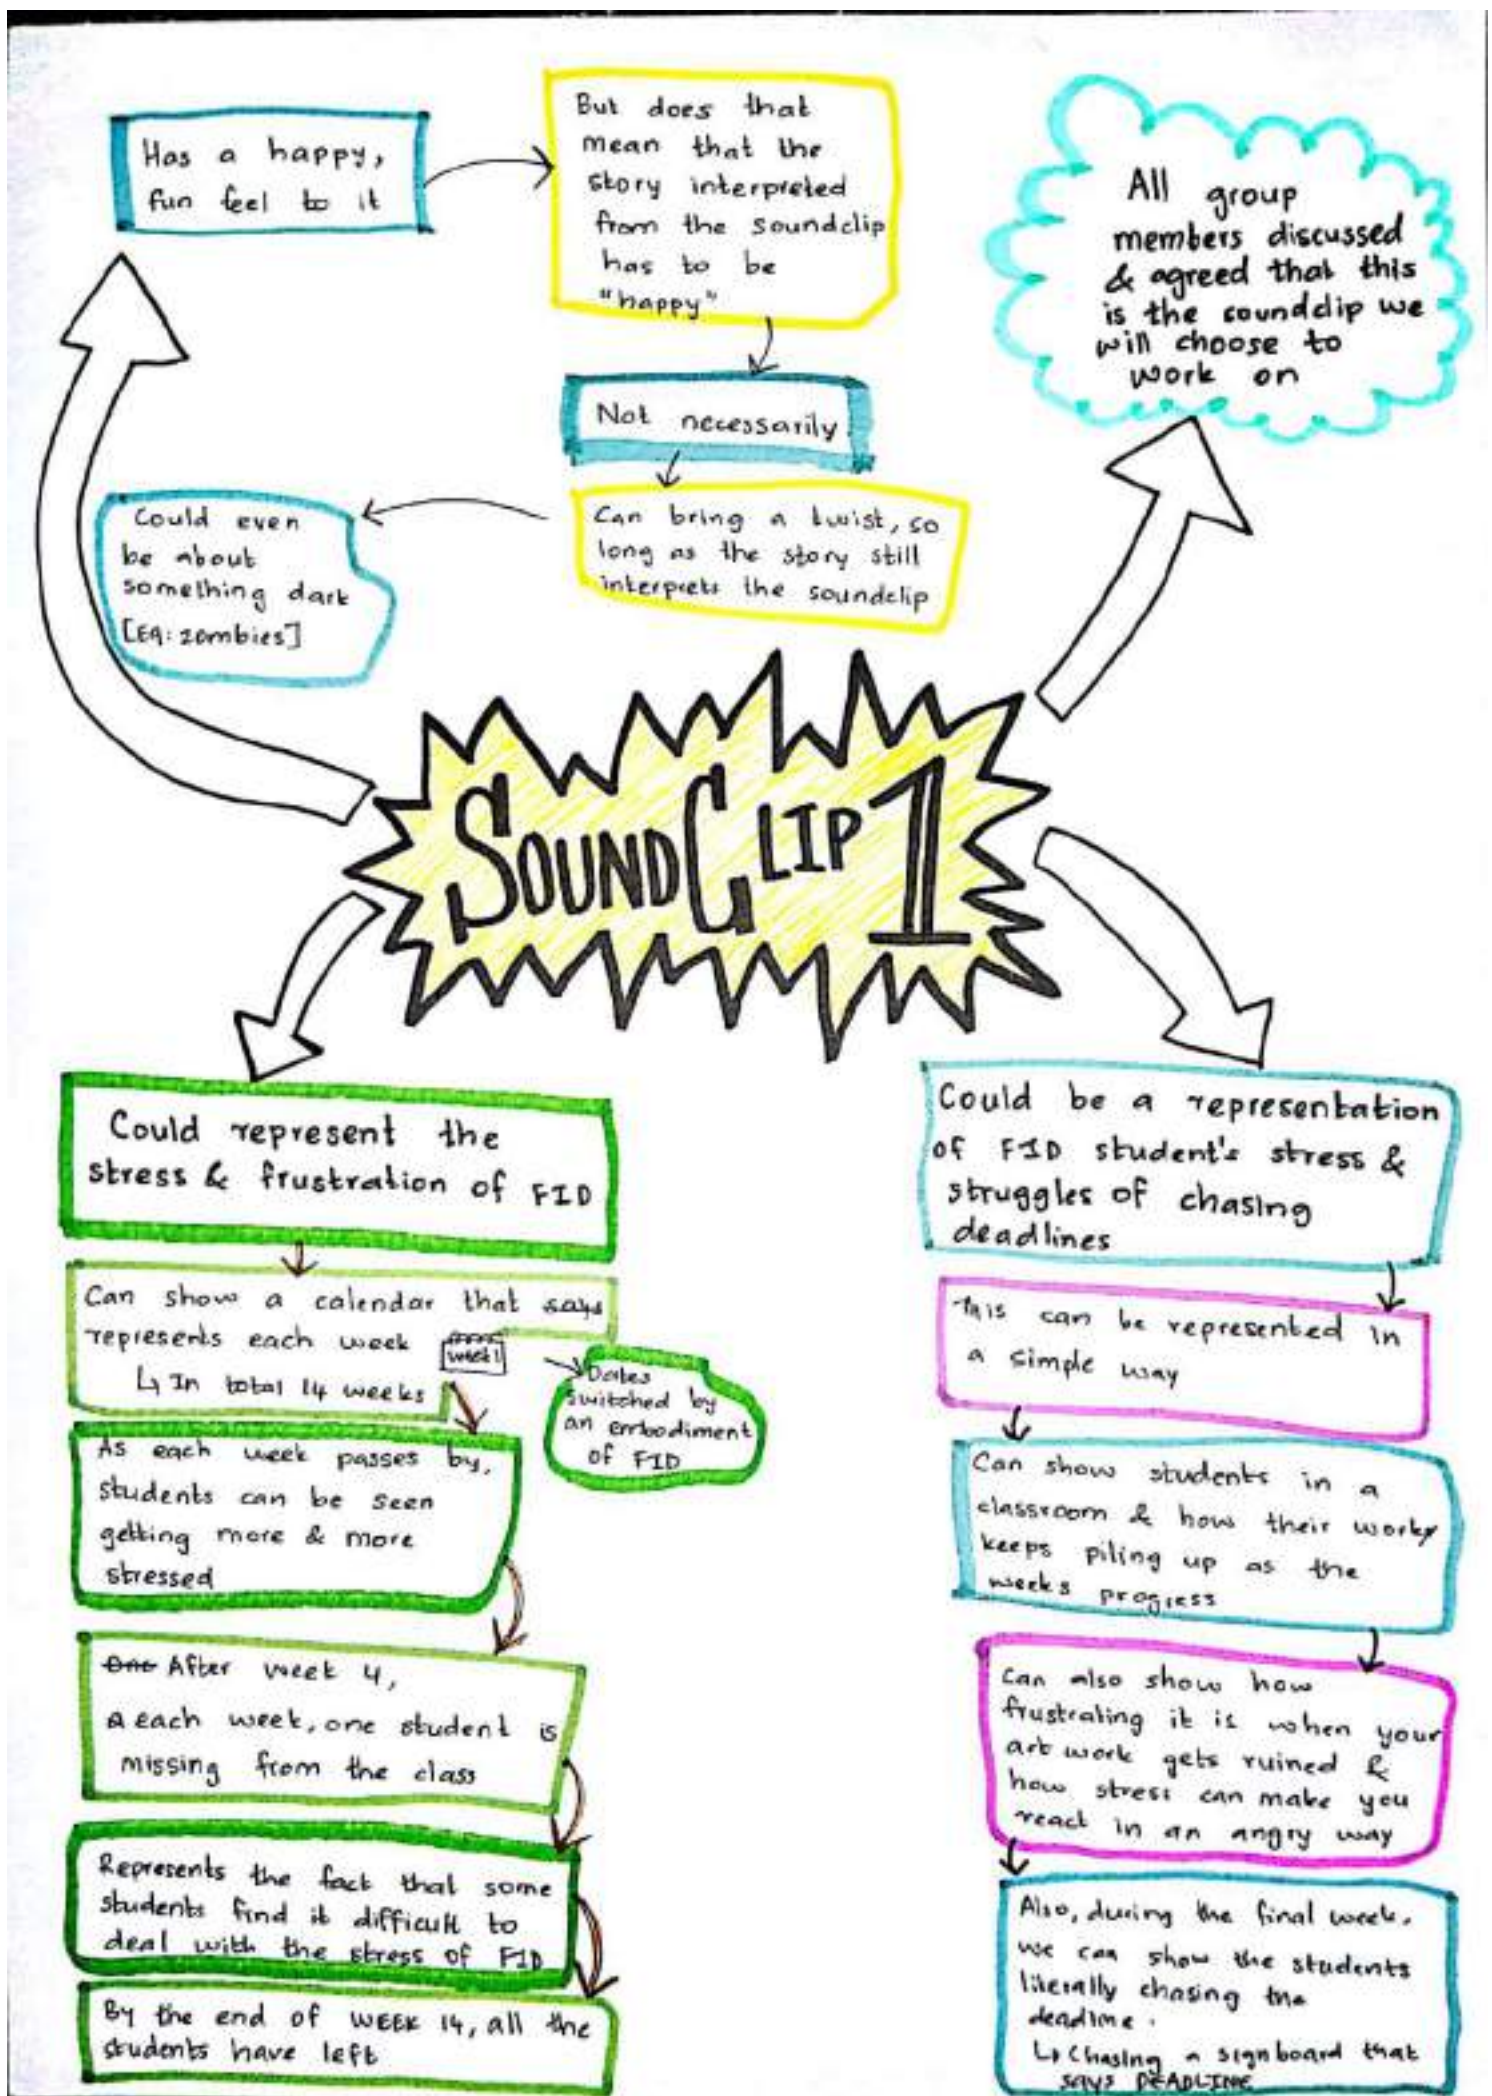 Has a happy,
fun feel to it
But does that
mean that the
story interpreted
from the soundclip
has to be
"happy"
Not necessarily
Can bring a twist, so
long as the story still
interprets the soundclip
Could even
be about
something dark
[EG: zombies]
All group
members discussed
& agreed that this
is the soundclip we
will choose to
work on
SOUNDCLIP 1
Could represent the
stress & frustration of FID
Can show a calendar that says
represents each week
week 1
↳ In total 14 weeks
Dates
switched by
an embodiment
of FID
As each week passes by,
students can be seen
getting more & more
stressed
One After week 4,
a each week, one student is
missing from the class
Represents the fact that some
students find it difficult to
deal with the stress of FID
By the end of WEEK 14, all the
students have left
Could be a representation
of FID student's stress &
struggles of chasing
deadlines
This can be represented in
a simple way
Can show students in a
classroom & how their work
keeps piling up as the
weeks progress
Can also show how
frustrating it is when your
art work gets ruined &
how stress can make you
react in an angry way
Also, during the final week,
we can show the students
literally chasing the
deadline.
↳ Chasing a signboard that
says DEADLINE